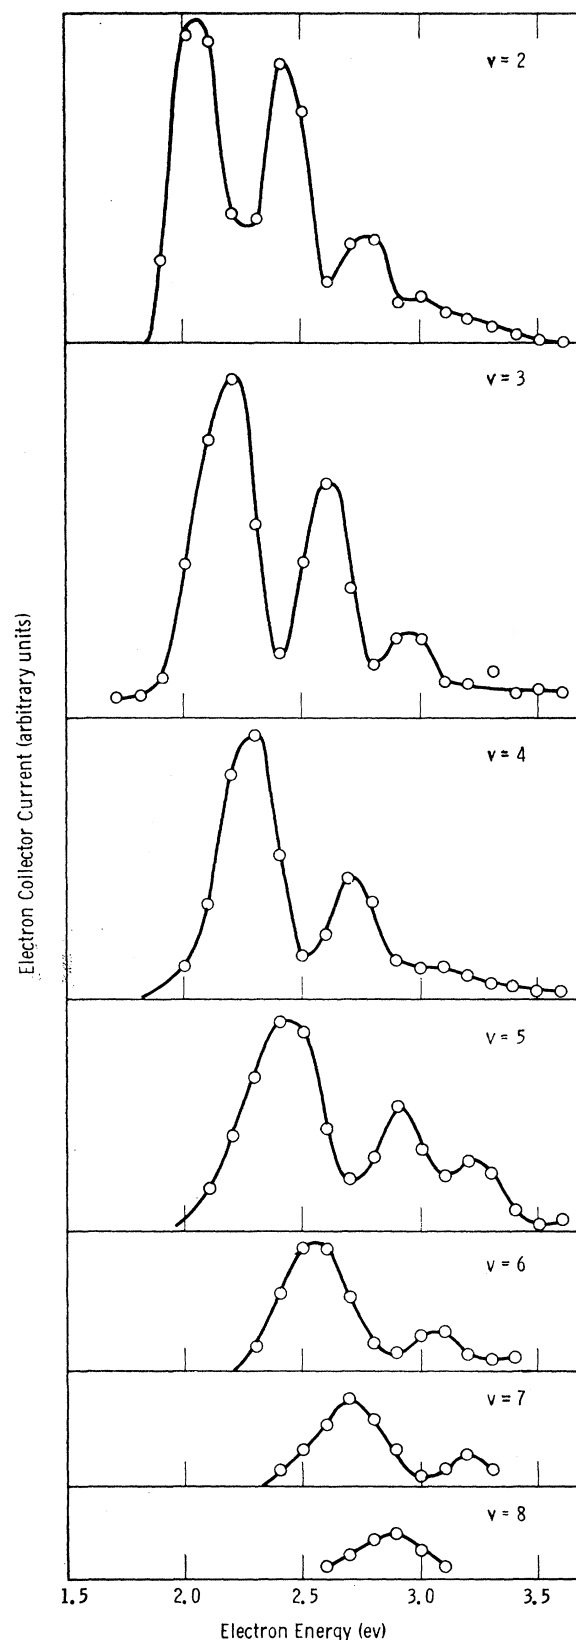 v = 2
v = 3
v = 4
v = 5
v = 6
v = 7
v = 8
Electron Collector Current (arbitrary units)
1.5 2.0 2.5 3.0 3.5
Electron Energy (ev)